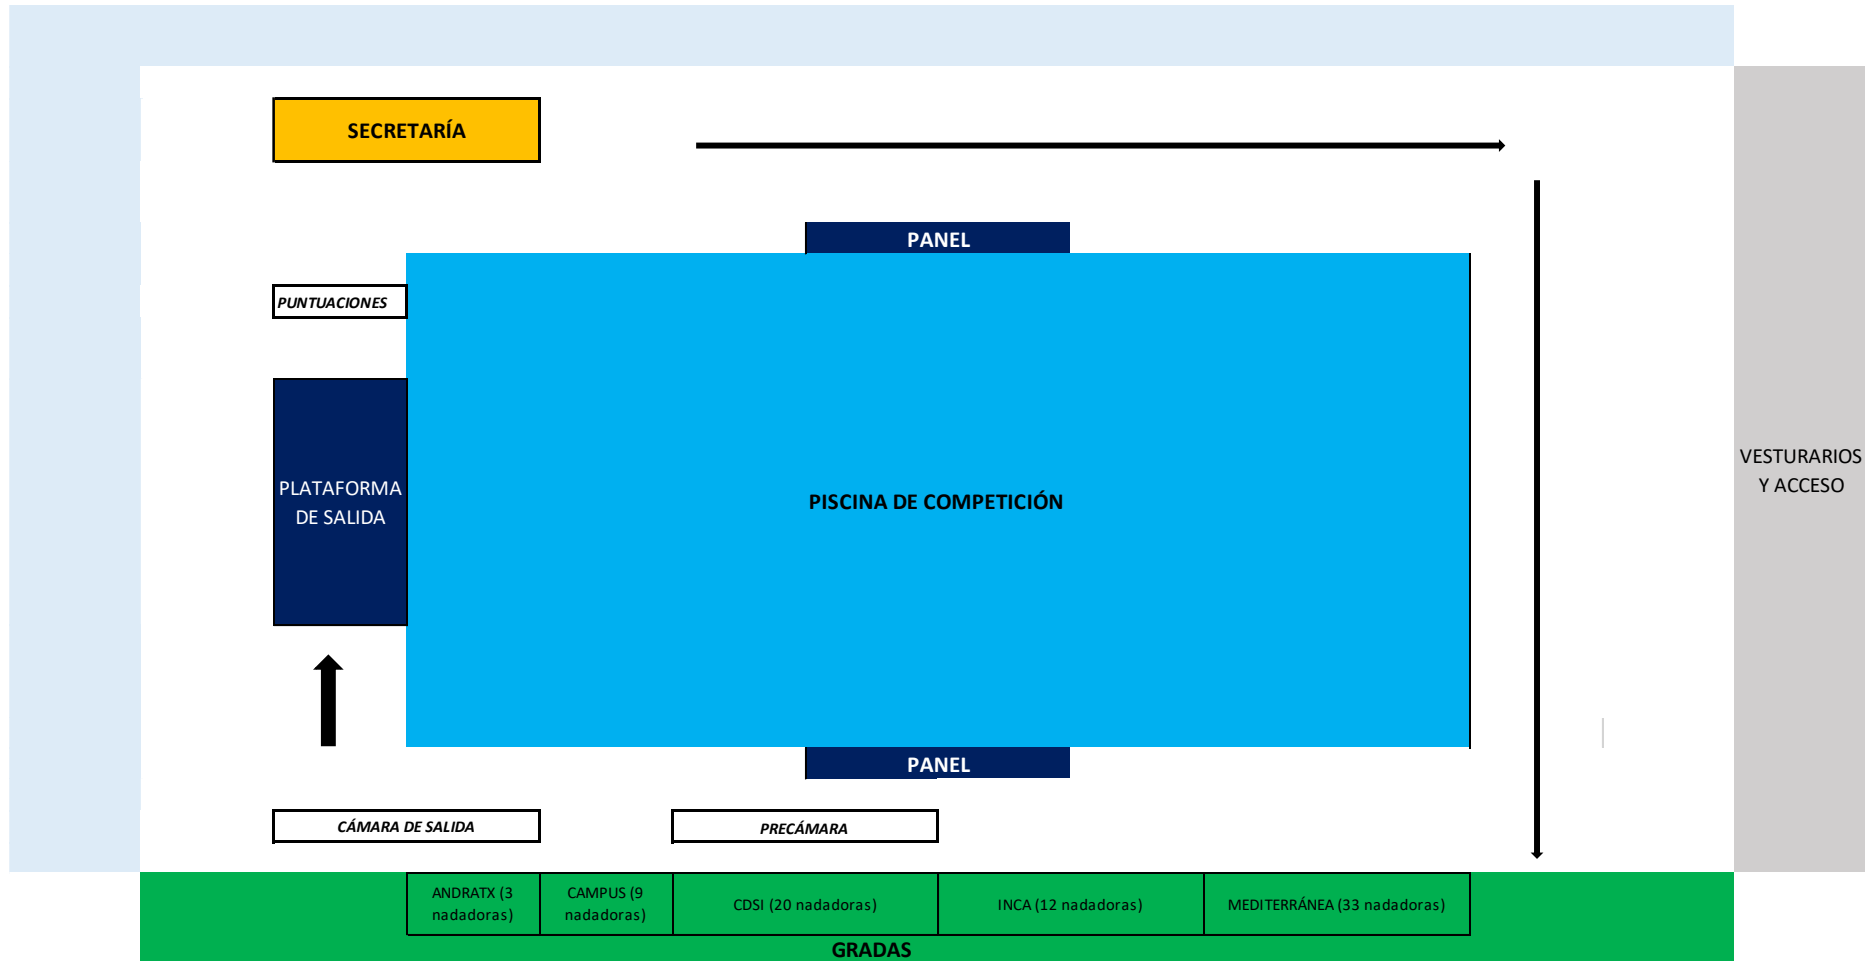 SECRETARÍA
PANEL
PUNTUACIONES
PLATAFORMA
DE SALIDA
PISCINA DE COMPETICIÓN
VESTURARIOS
Y ACCESO
PANEL
CÁMARA DE SALIDA
PRECÁMARA
ANDRATX (3
nadadoras)
CAMPUS (9
nadadoras)
CDSI (20 nadadoras)
INCA (12 nadadoras)
MEDITERRÁNEA (33 nadadoras)
GRADAS